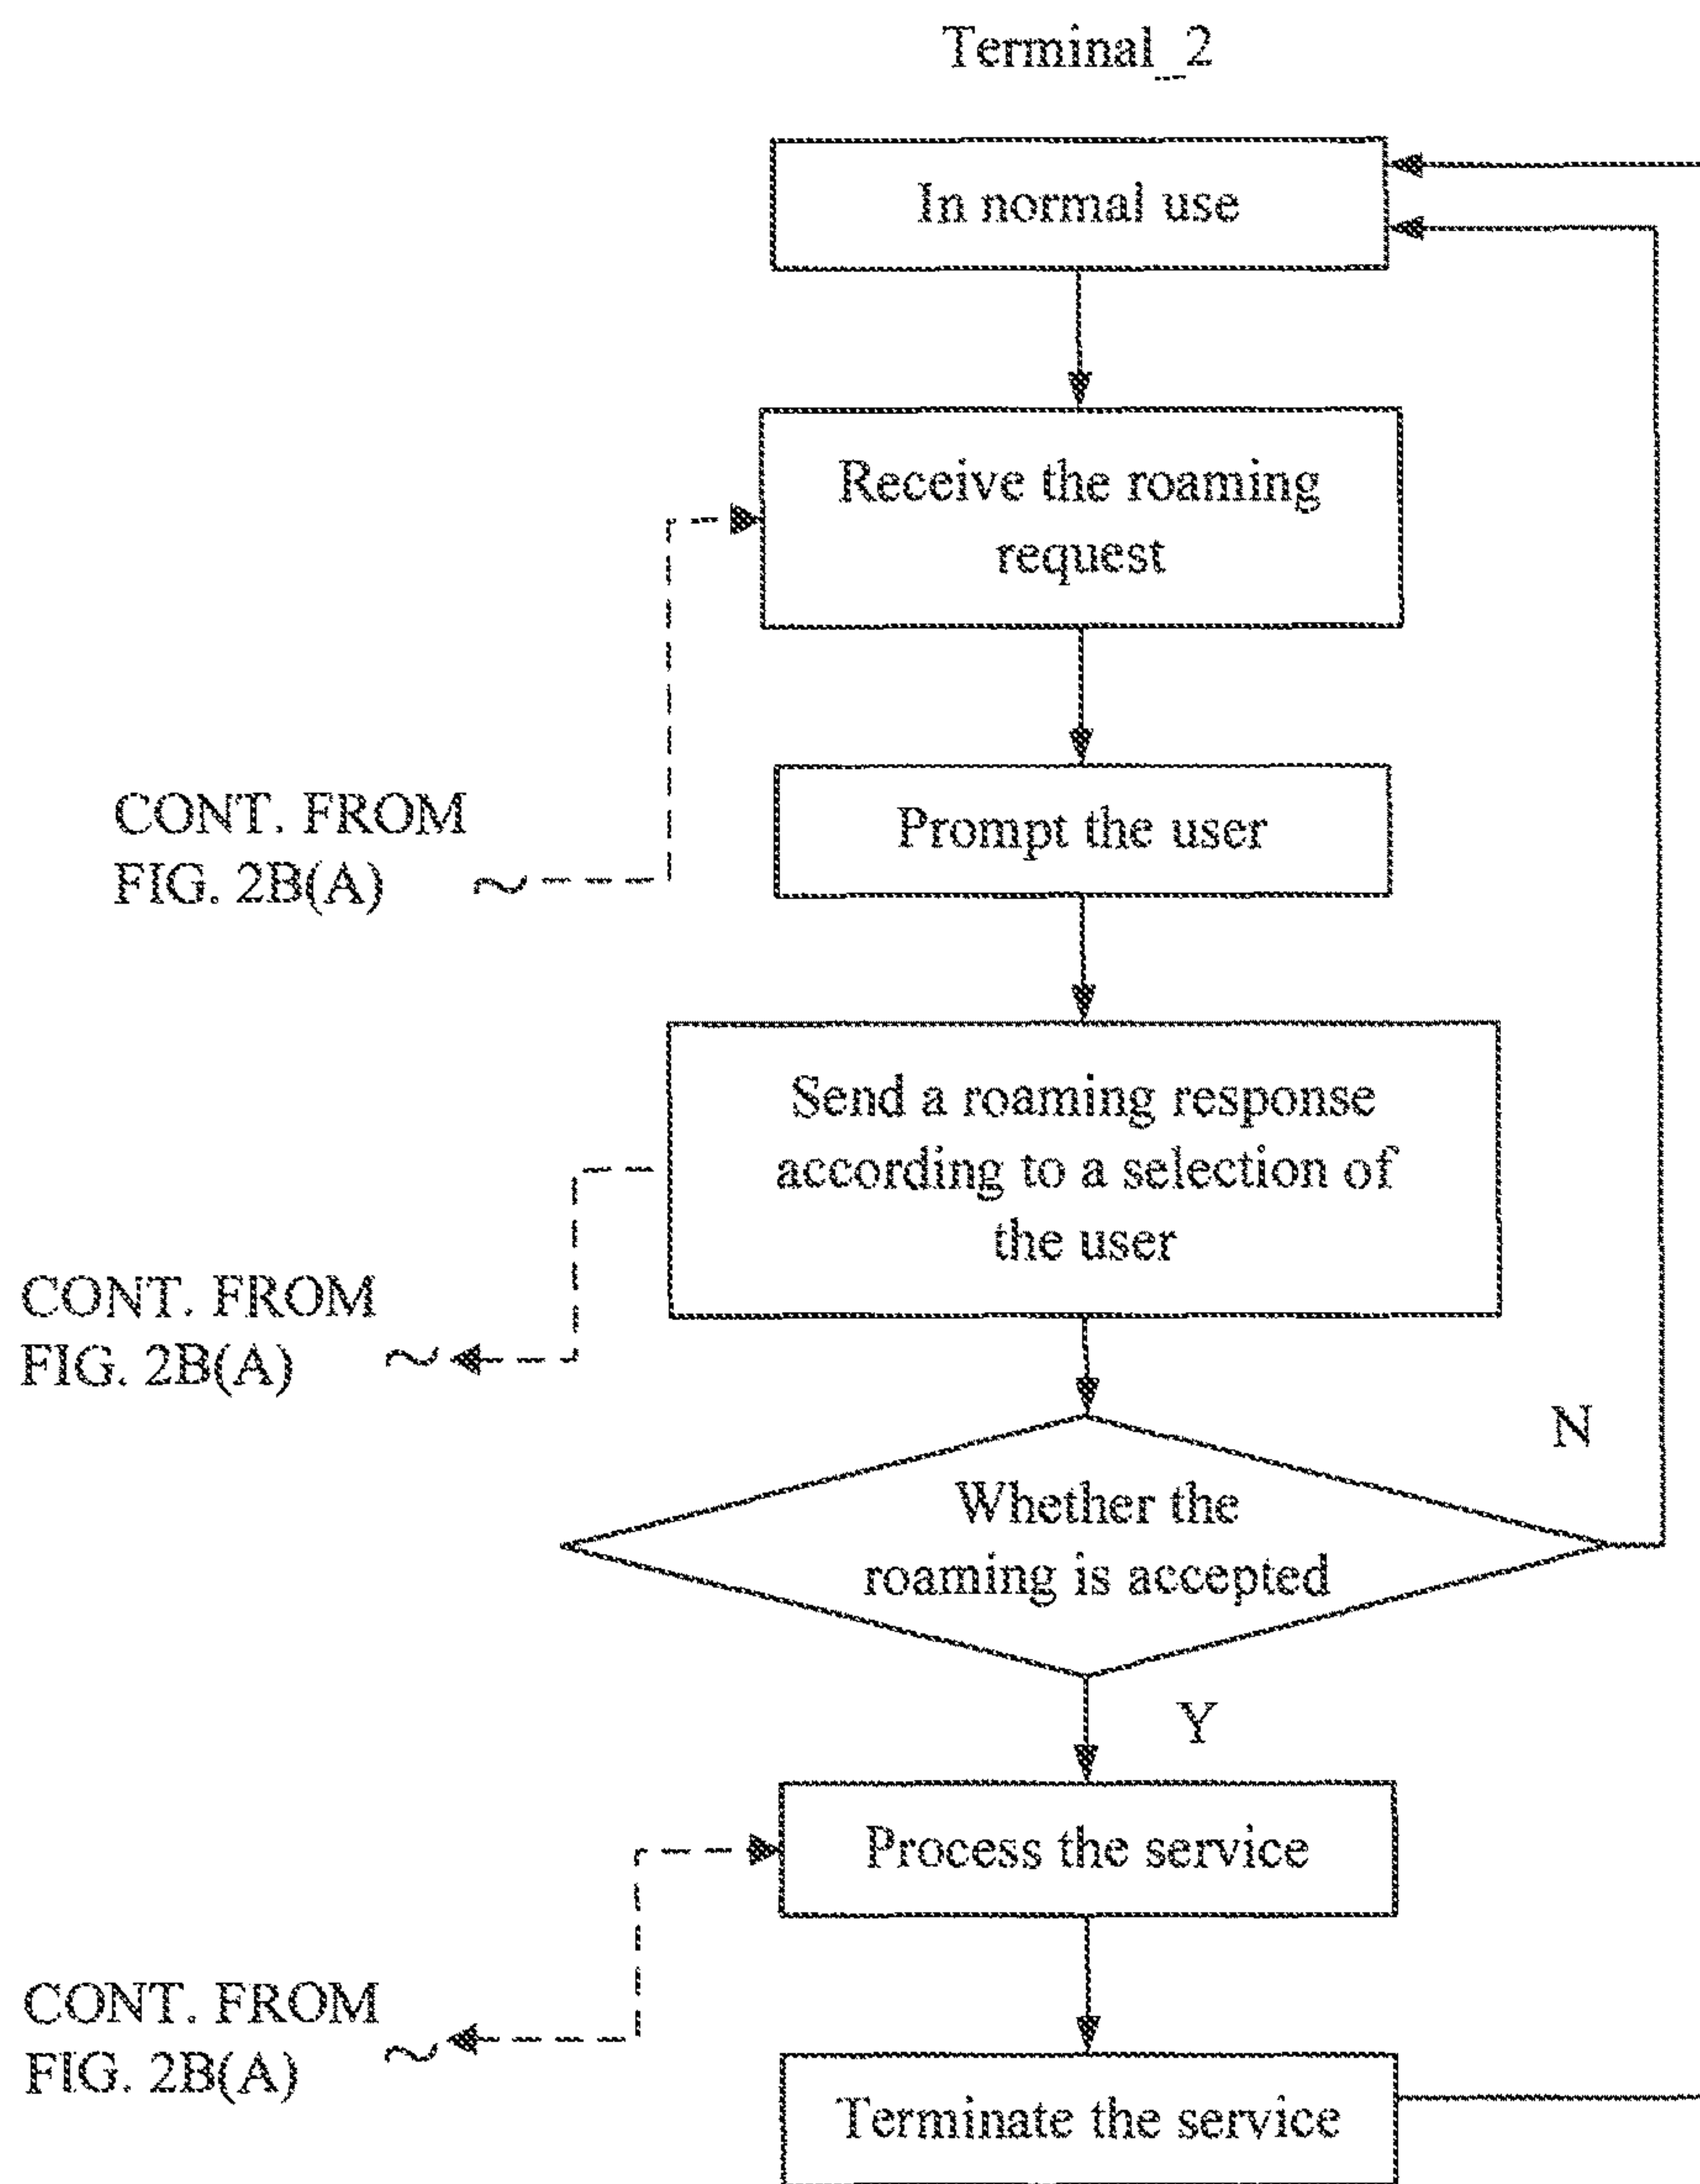 Terminal_2
In normal use
Receive the roaming
request
CONT. FROM
FIG. 2B(A)
Prompt the user
Send a roaming response
according to a selection of
the user
CONT. FROM
FIG. 2B(A)
N
Whether the
roaming is accepted
Y
Process the service
CONT. FROM
FIG. 2B(A)
Terminate the service